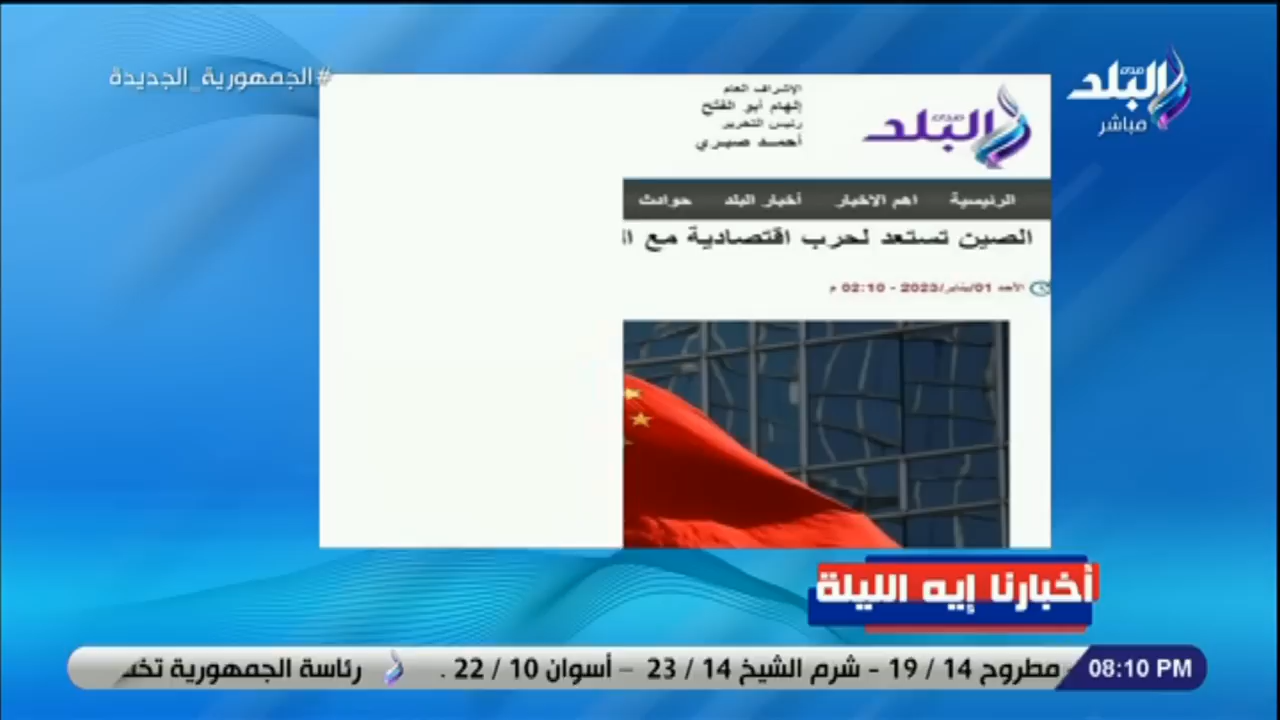 #الجمهورية_الجديدة
صدى
البلد
مباشر
الإشراف العام
إلهام أبو الفتح
رئيس التحرير
أحمد صبري
صدى
البلد
الرئيسية اهم الاخبار أخبار البلد حوادث
الصين تستعد لحرب اقتصادية مع
الأحد 01/يناير/2023 - 02:10 م
أخبارنا إيه الليلة
مطروح 14 / 19 - شرم الشيخ 14 / 23 – أسوان 10 / 22 . رئاسة الجمهورية
08:10 PM